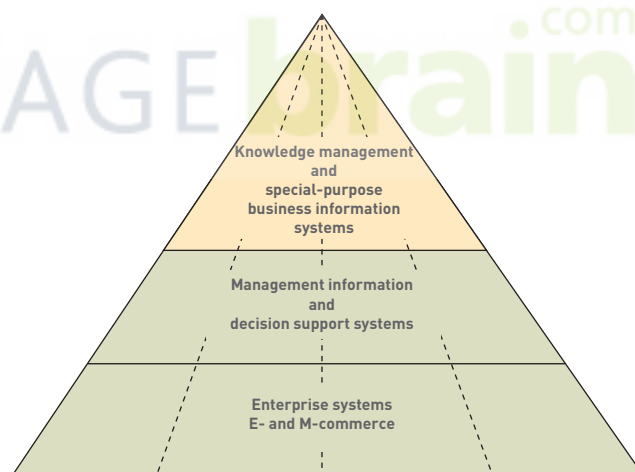 com
AGEbrain
Knowledge management
and
special-purpose
business information
systems
Management information
and
decision support systems
Enterprise systems
E- and M-commerce